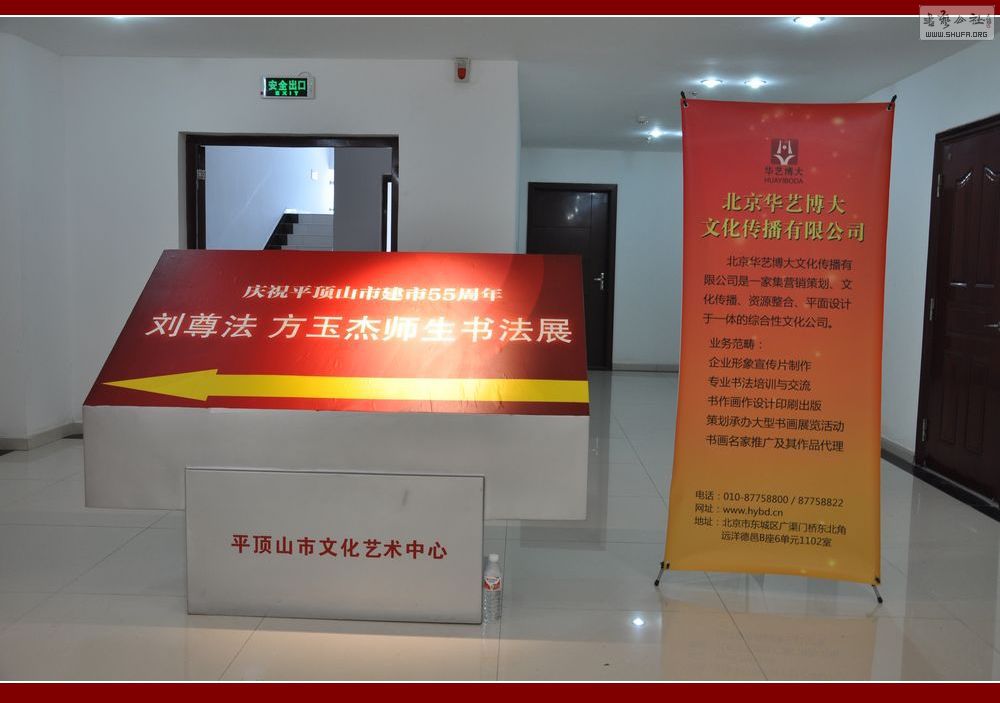 书艺公社
WWW.SHUFA.ORG
安全出口
EXIT
庆祝平顶山市建市55周年
刘尊法 方玉杰师生书法展
平顶山市文化艺术中心
华艺博大
HUAYIBODA
北京华艺博大
文化传播有限公司
北京华艺博大文化传播有
限公司是一家集营销策划、文
化传播、资源整合、平面设计
于一体的综合性文化公司。
业务范畴：
企业形象宣传片制作
专业书法培训与交流
书作画作设计印刷出版
策划承办大型书画展览活动
书画名家推广及其作品代理
电话：010-87758800 / 87758822
网址：www.hybd.cn
地址：北京市东城区广渠门桥东北角
远洋德邑B座6单元1102室